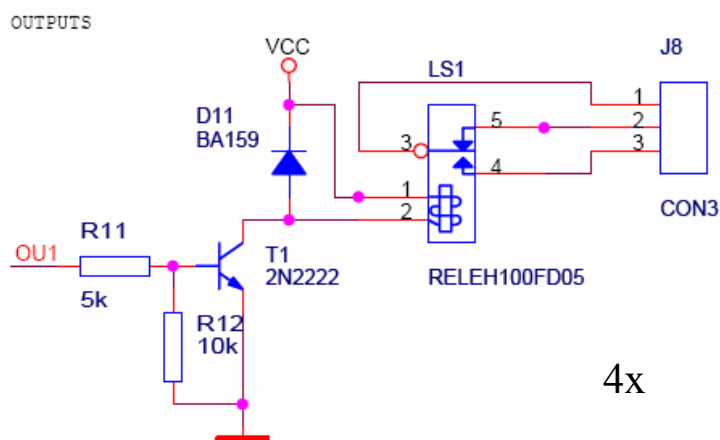 OUTPUTS
VCC
J8
LS1
D11
BA159
1
2
3
3
5
4
1
2
CON3
R11
OU1
5k
T1
2N2222
RELEH100FD05
R12
10k
4x